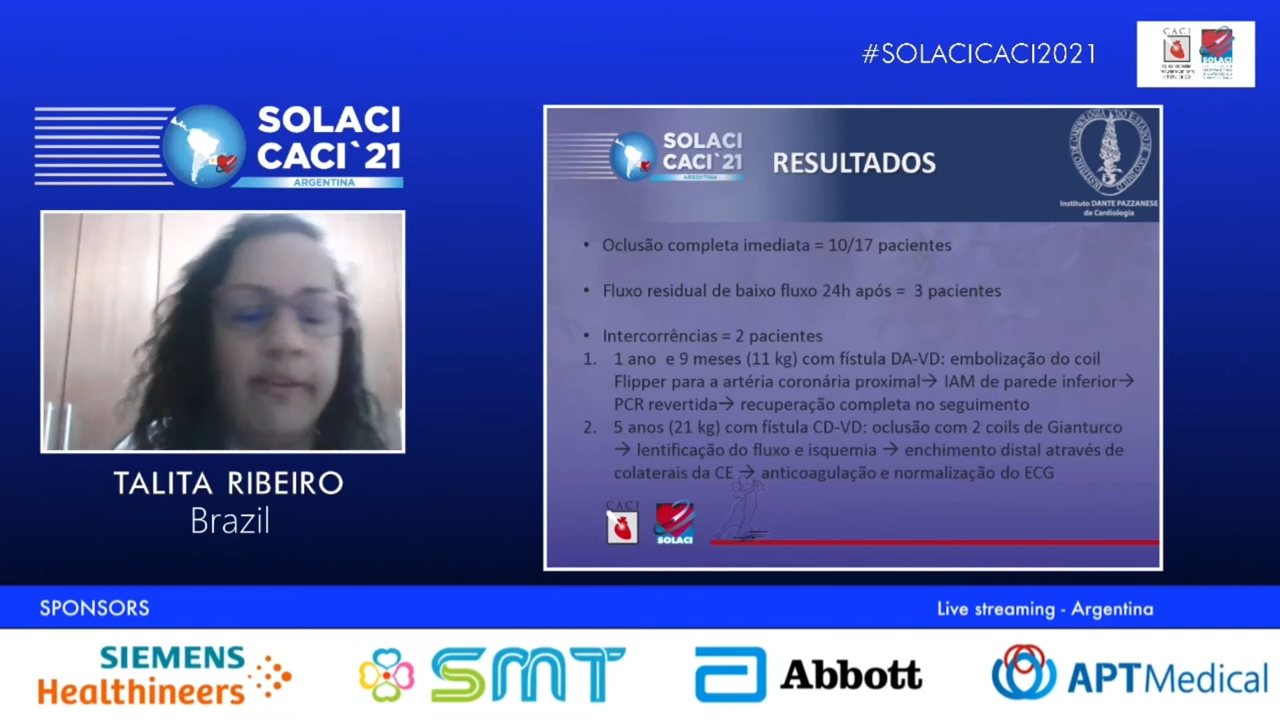 #SOLACICACI2021
CACI
SOLACI
SOLACI
CACI`21
ARGENTINA
TALITA RIBEIRO
Brazil
SOLACI
CACI`21
ARGENTINA
RESULTADOS
Instituto DANTE PAZZANESE
de Cardiologia
• Oclusão completa imediata = 10/17 pacientes
• Fluxo residual de baixo fluxo 24h após = 3 pacientes
• Intercorrências = 2 pacientes
1. 1 ano e 9 meses (11 kg) com fístula DA-VD: embolização do coil
Flipper para a artéria coronária proximal→ IAM de parede inferior→
PCR revertida→ recuperação completa no seguimento
2. 5 anos (21 kg) com fístula CD-VD: oclusão com 2 coils de Gianturco
→ lentificação do fluxo e isquemia → enchimento distal através de
colaterais da CE → anticoagulação e normalização do ECG
CACI
SOLACI
SPONSORS
Live streaming - Argentina
SIEMENS
Healthineers
SMT
Abbott
APT Medical